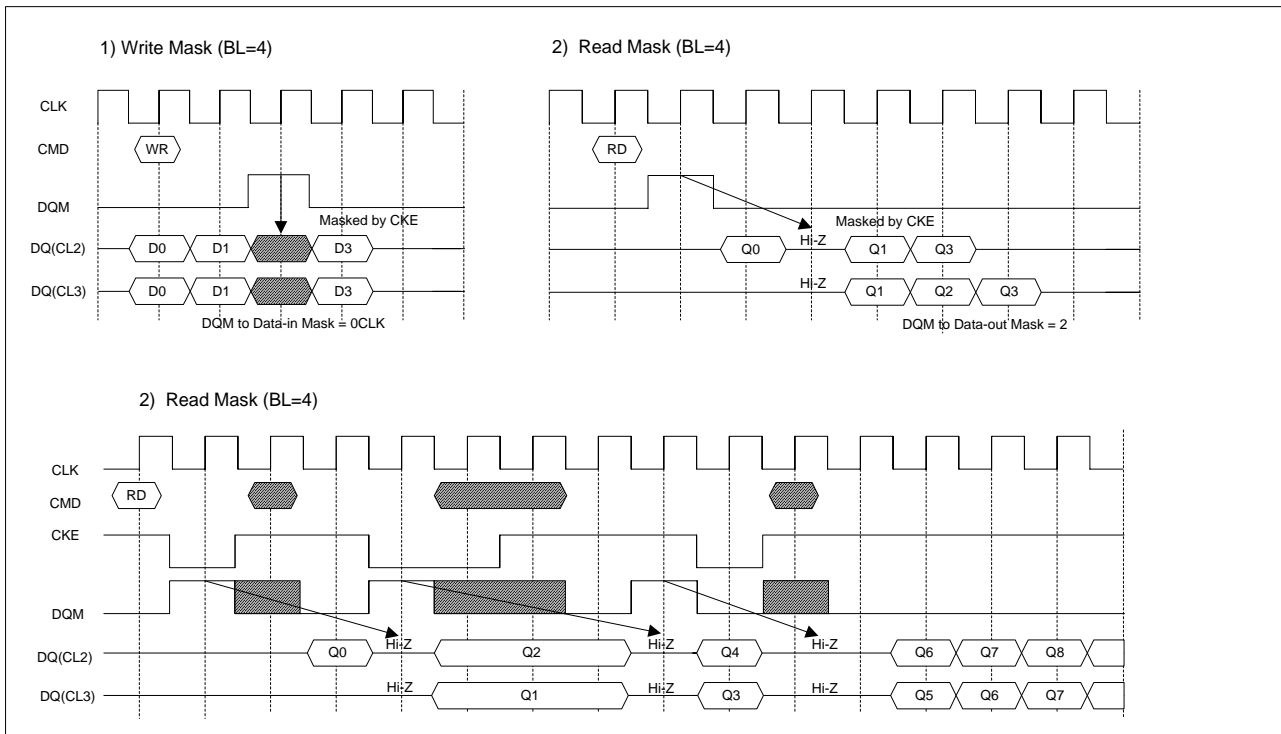 1) Write Mask (BL=4)
2) Read Mask (BL=4)
CLK
CMD
WR
RD
DQM
Masked by CKE
Masked by CKE
DQ(CL2)
D0 D1 D3
Q0 Hi-Z Q1 Q3
DQ(CL3)
D0 D1 D3
Hi-Z Q1 Q2 Q3
DQM to Data-in Mask = 0CLK
DQM to Data-out Mask = 2
2) Read Mask (BL=4)
CLK
RD
CMD
CKE
DQM
DQ(CL2) Q0 Hi-Z Q2 Hi-Z Q4 Hi-Z Q6 Q7 Q8
DQ(CL3) Hi-Z Q1 Hi-Z Q3 Hi-Z Q5 Q6 Q7